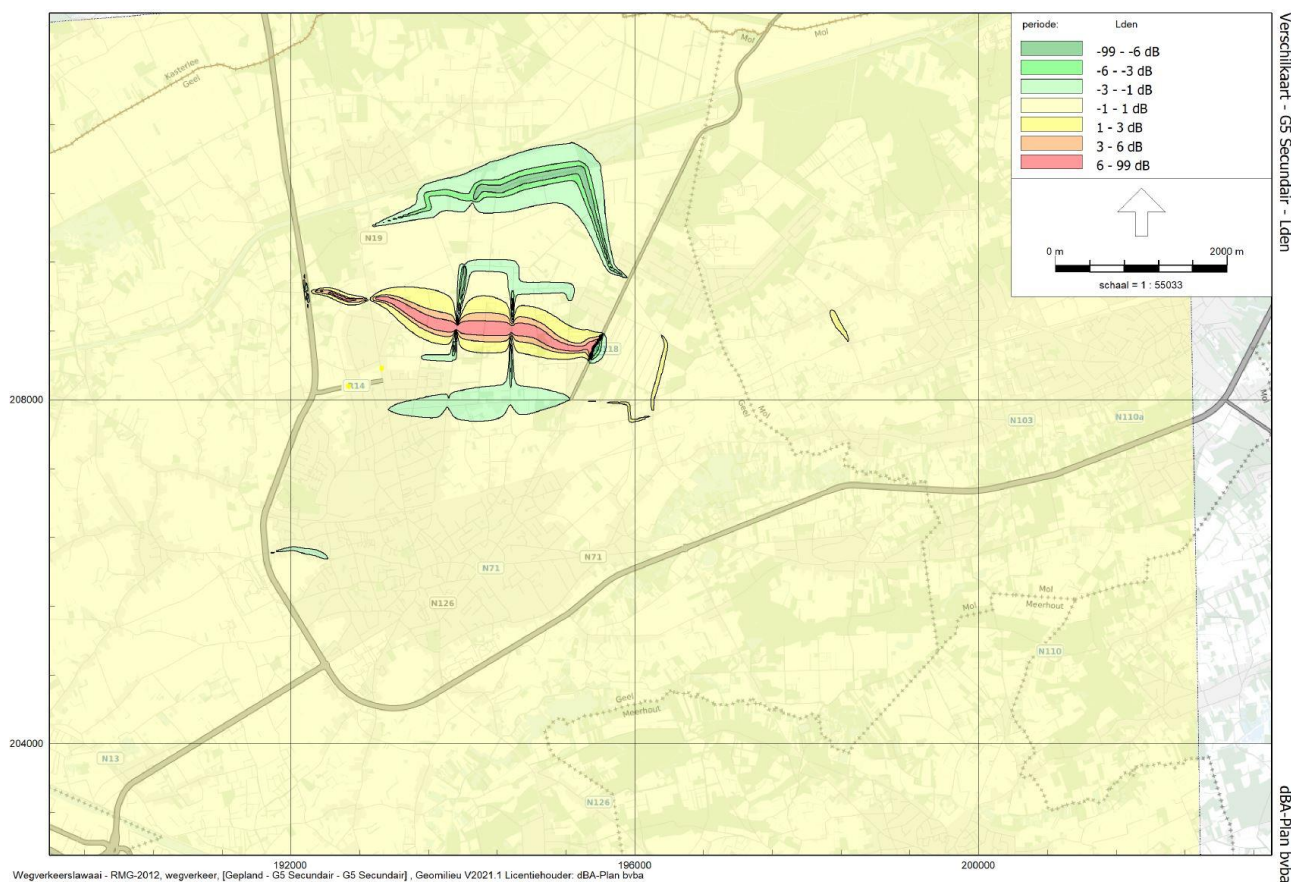 Verschilkaart - G5 Secundair - Lden
periode: Lden
-99 - -6 dB
-6 - -3 dB
-3 - -1 dB
-1 - 1 dB
1 - 3 dB
3 - 6 dB
6 - 99 dB
0 m 2000 m
schaal = 1 : 55033
Kasterlee
Geel
Mol
Mol
N19
118
R14
208000
Geel
Mol
N103
N110a
Mol
N71
N71
N126
Mol
Mol
Meerhout
N110
Geel
Meerhout
204000
N13
N126
192000 196000 200000
Wegverkeerslawaai - RMG-2012, wegverkeer, [Gepland - G5 Secundair - G5 Secundair] , Geomilieu V2021.1 Licentiehouder: dBA-Plan bvba
dBA-Plan bvba